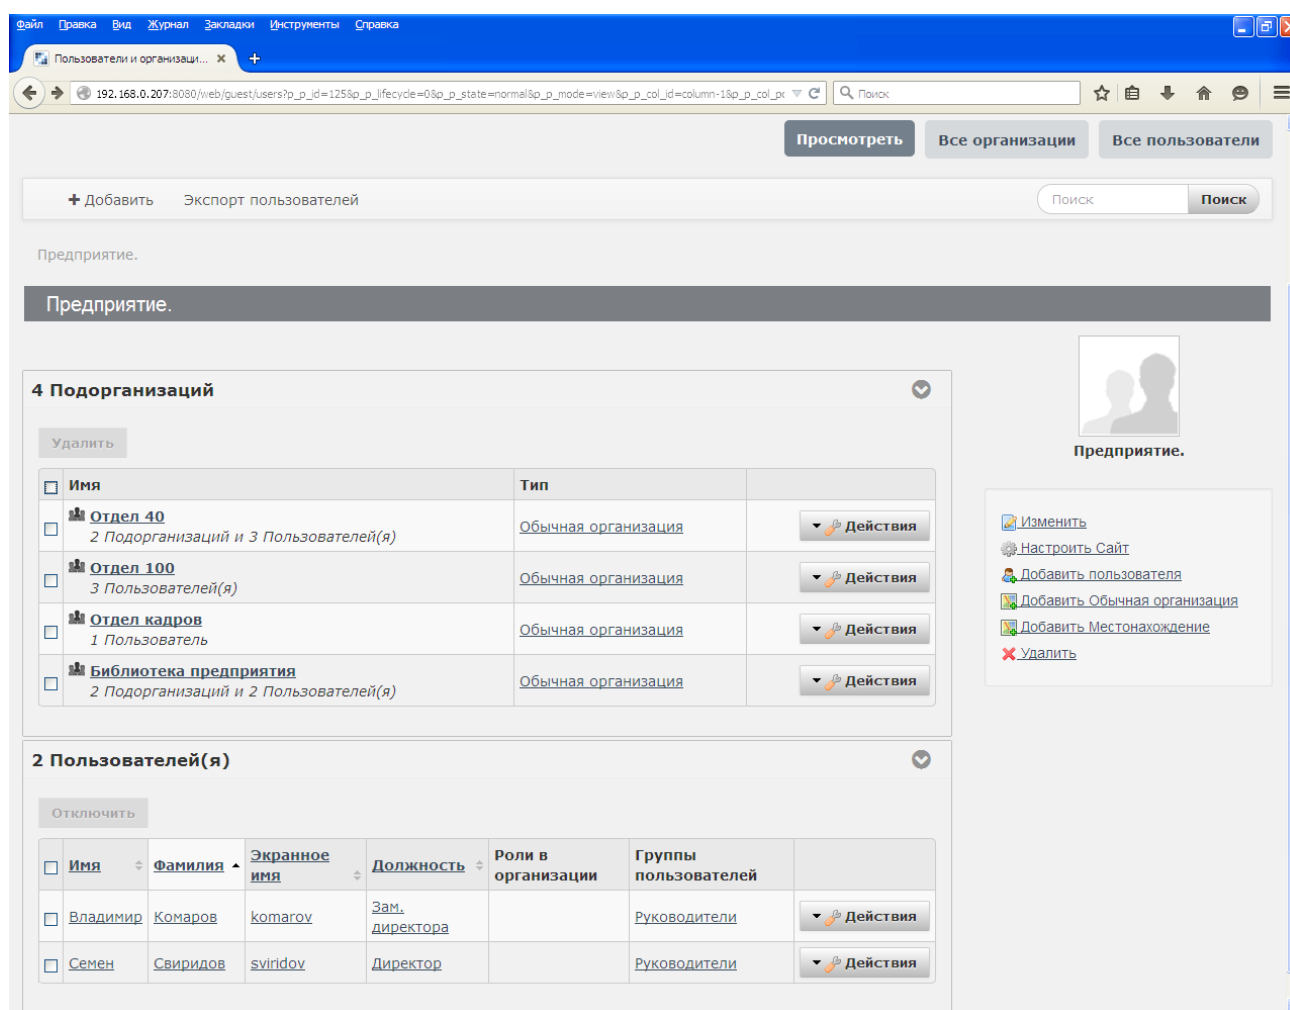 Файл Правка Вид Журнал Закладки Инструменты Справка
Пользователи и организаци...
192.168.0.207:8080/web/guest/users?p_p_id=125&p_p_lifecycle=0&p_p_state=normal&p_p_mode=view&p_p_col_id=column-1&p_p_col_pc Поиск
Просмотреть Все организации Все пользователи
Добавить Экспорт пользователей Поиск Поиск
Предприятие.
Предприятие.
4 Подорганизаций
Удалить
Предприятие.
Имя Тип
Отдел 40
2 Подорганизаций и 3 Пользователей(я)
Обычная организация Действия
Отдел 100
3 Пользователей(я)
Обычная организация Действия
Отдел кадров
1 Пользователь
Обычная организация Действия
Библиотека предприятия
2 Подорганизаций и 2 Пользователей(я)
Обычная организация Действия
Изменить
Настроить Сайт
Добавить пользователя
Добавить Обычная организация
Добавить Местонахождение
Удалить
2 Пользователей(я)
Отключить
Имя Фамилия Экранное имя Должность Роли в организации Группы пользователей
Владимир Комаров komarov Зам. директора Руководители Действия
Семен Свиридов sviridov Директор Руководители Действия